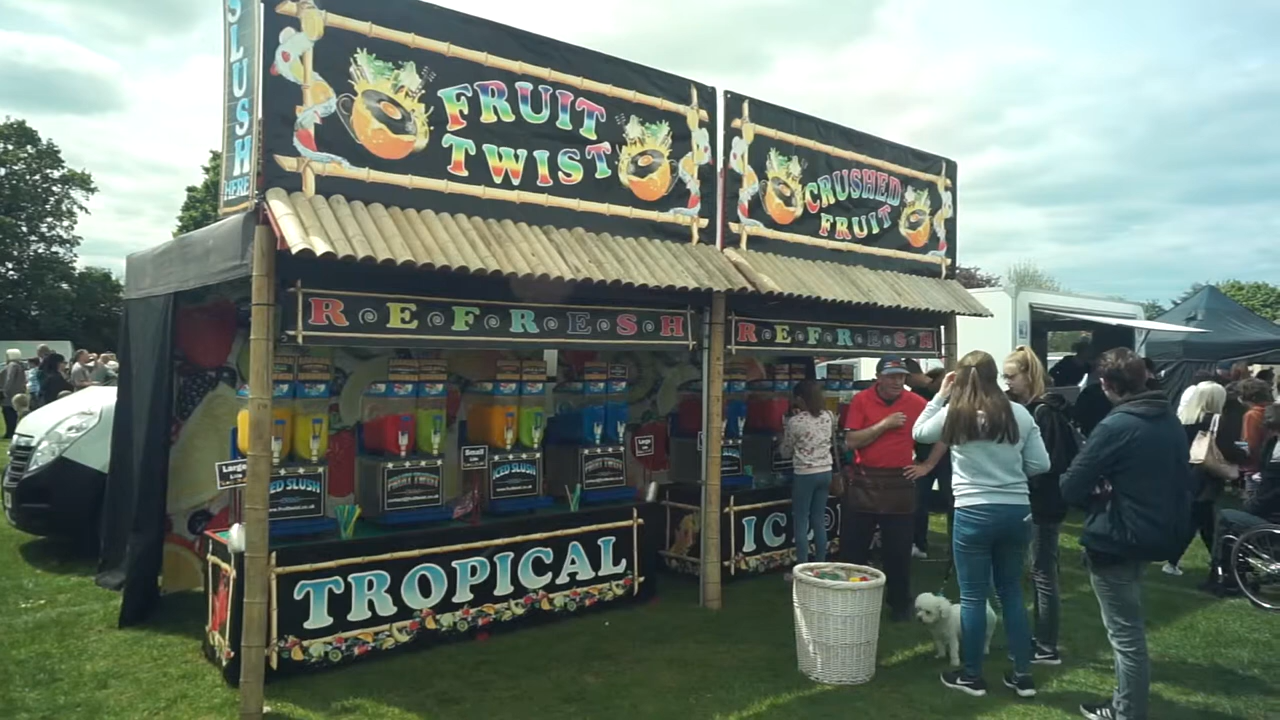 SLUSH
HERE
FRUIT
TWIST
CRUSHED
FRUIT
REFRESH
REFRESH
Large
Small
Large
ICED SLUSH
FRUIT TWIST
ICED SLUSH
FRUIT TWIST
TROPICAL
ICE